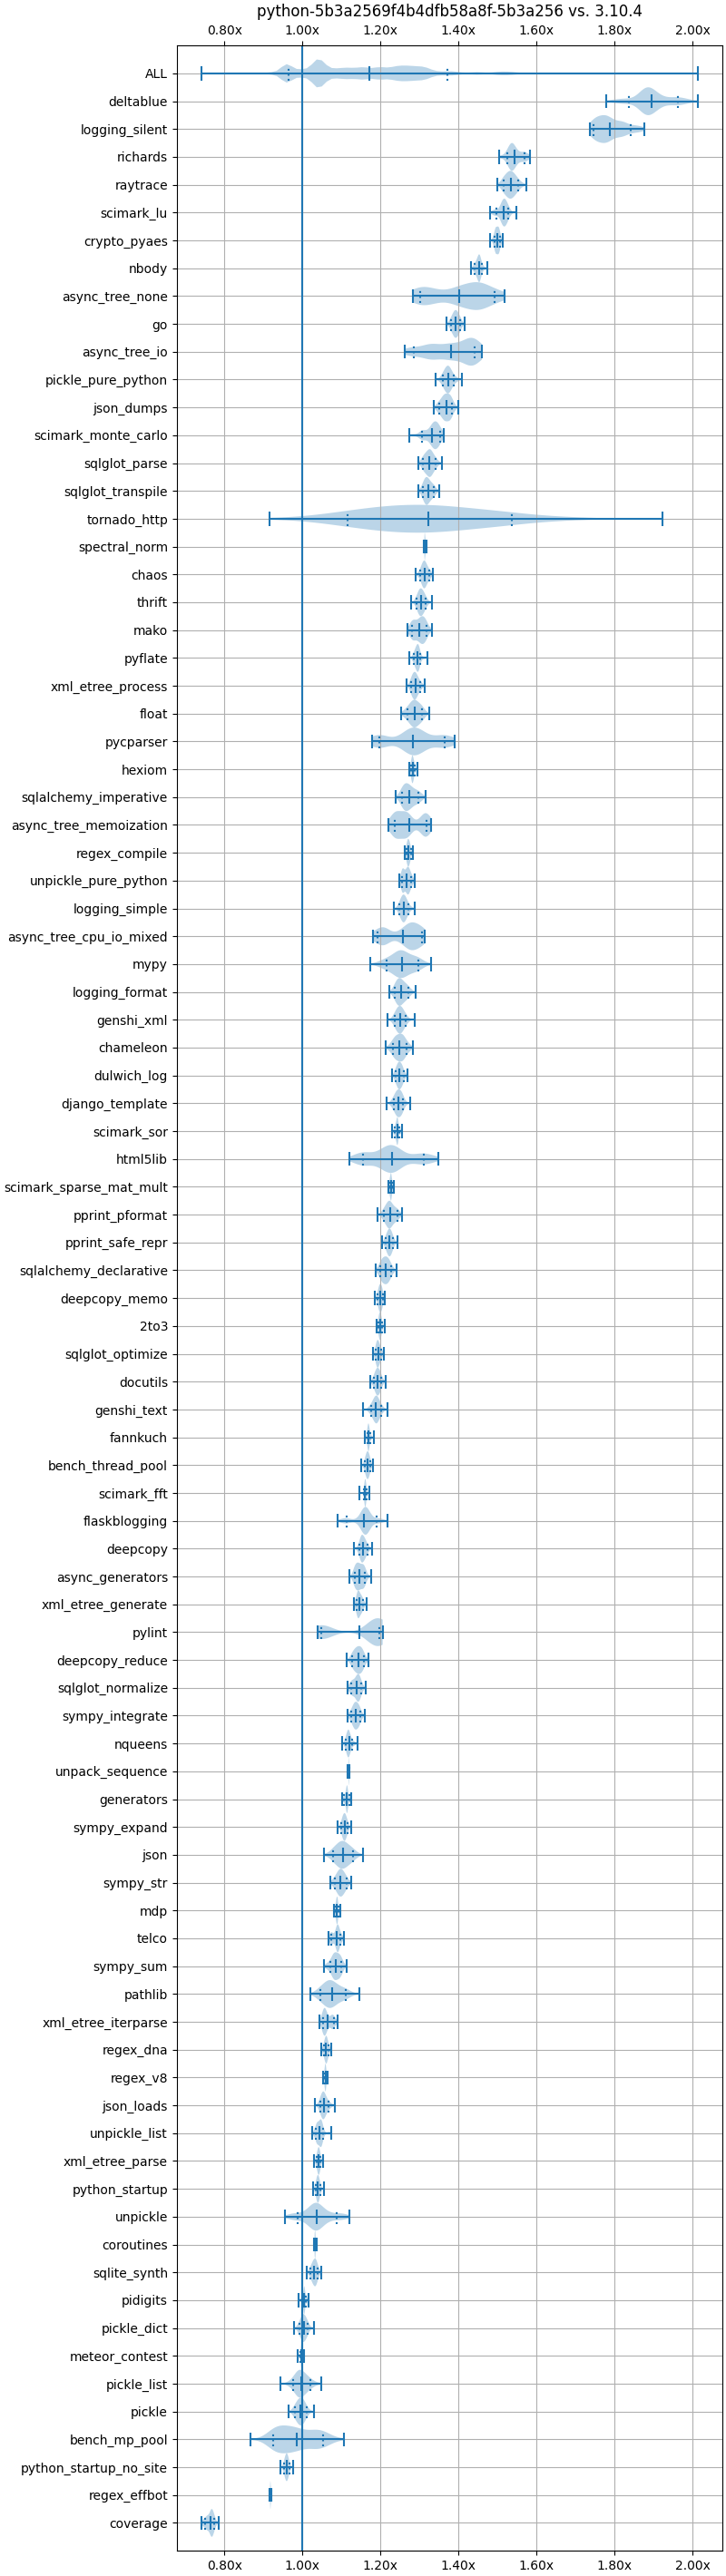 python-5b3a2569f4b4dfb58a8f-5b3a256 vs. 3.10.4
0.80x 1.00x 1.20x 1.40x 1.60x 1.80x 2.00x
ALL
deltablue
logging_silent
richards
raytrace
scimark_lu
crypto_pyaes
nbody
async_tree_none
go
async_tree_io
pickle_pure_python
json_dumps
scimark_monte_carlo
sqlglot_parse
sqlglot_transpile
tornado_http
spectral_norm
chaos
thrift
mako
pyflate
xml_etree_process
float
pycparser
hexiom
sqlalchemy_imperative
async_tree_memoization
regex_compile
unpickle_pure_python
logging_simple
async_tree_cpu_io_mixed
mypy
logging_format
genshi_xml
chameleon
dulwich_log
django_template
scimark_sor
html5lib
scimark_sparse_mat_mult
pprint_pformat
pprint_safe_repr
sqlalchemy_declarative
deepcopy_memo
2to3
sqlglot_optimize
docutils
genshi_text
fannkuch
bench_thread_pool
scimark_fft
flaskblogging
deepcopy
async_generators
xml_etree_generate
pylint
deepcopy_reduce
sqlglot_normalize
sympy_integrate
nqueens
unpack_sequence
generators
sympy_expand
json
sympy_str
mdp
telco
sympy_sum
pathlib
xml_etree_iterparse
regex_dna
regex_v8
json_loads
unpickle_list
xml_etree_parse
python_startup
unpickle
coroutines
sqlite_synth
pidigits
pickle_dict
meteor_contest
pickle_list
pickle
bench_mp_pool
python_startup_no_site
regex_effbot
coverage
0.80x 1.00x 1.20x 1.40x 1.60x 1.80x 2.00x